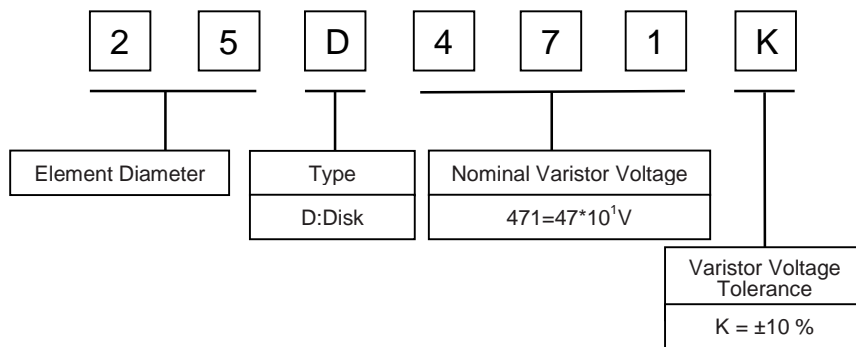 2 5 D 4 7 1 K
Element Diameter
Type
D:Disk
Nominal Varistor Voltage
471=47*10¹V
Varistor Voltage
Tolerance
K = ±10 %